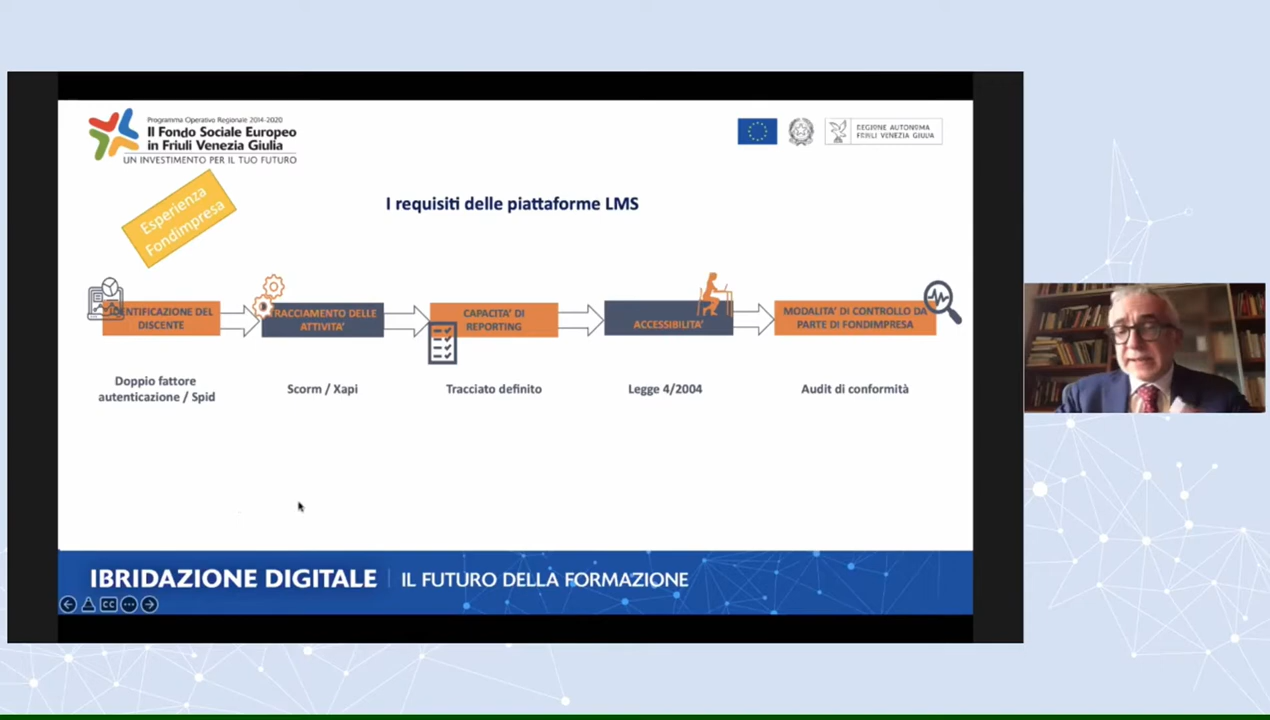 Programma Operativo Regionale 2014-2020
Il Fondo Sociale Europeo
in Friuli Venezia Giulia
UN INVESTIMENTO PER IL TUO FUTURO
REGIONE AUTONOMA
FRIULI VENEZIA GIULIA
Esperienza
Fondimpresa
I requisiti delle piattaforme LMS
IDENTIFICAZIONE DEL
DISCENTE
TRACCIAMENTO DELLE
ATTIVITA'
CAPACITA' DI
REPORTING
ACCESSIBILITA'
MODALITA' DI CONTROLLO DA
PARTE DI FONDIMPRESA
Doppio fattore
autenticazione / Spid
Scorm / Xapi
Tracciato definito
Legge 4/2004
Audit di conformità
IBRIDAZIONE DIGITALE
IL FUTURO DELLA FORMAZIONE
CC